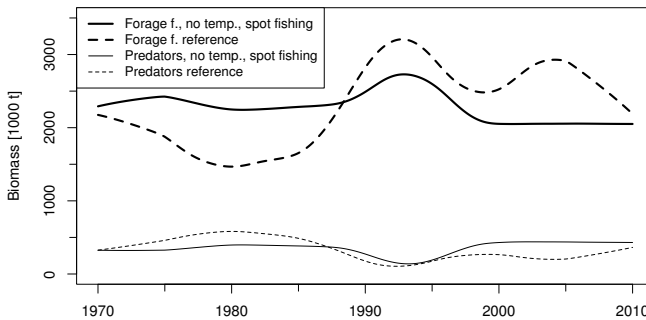 Forage f., no temp., spot fishing
Forage f. reference
Predators, no temp., spot fishing
Predators reference
Biomass [1000 t]
3000
2000
1000
0
1970 1980 1990 2000 2010